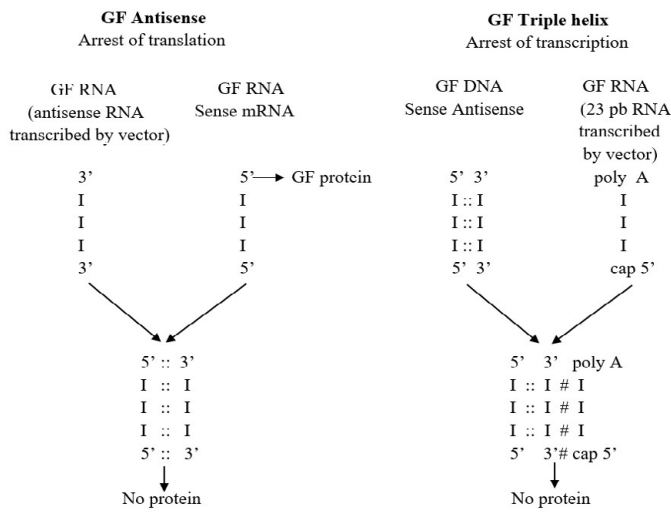 GF Antisense
Arrest of translation
GF RNA
(antisense RNA
transcribed by vector)
GF RNA
Sense mRNA
3’
I
I
I
3’
5’ → GF protein
I
I
I
5’
5’ :: 3’
I :: I
I :: I
I :: I
5’ :: 3’
No protein
GF Triple helix
Arrest of transcription
GF DNA
Sense Antisense
GF RNA
(23 pb RNA
transcribed
by vector)
5’ 3’
I :: I
I :: I
I :: I
5’ 3’
poly A
I
I
I
cap 5’
5’ 3’ poly A
I :: I # I
I :: I # I
I :: I # I
5’ 3’# cap 5’
No protein